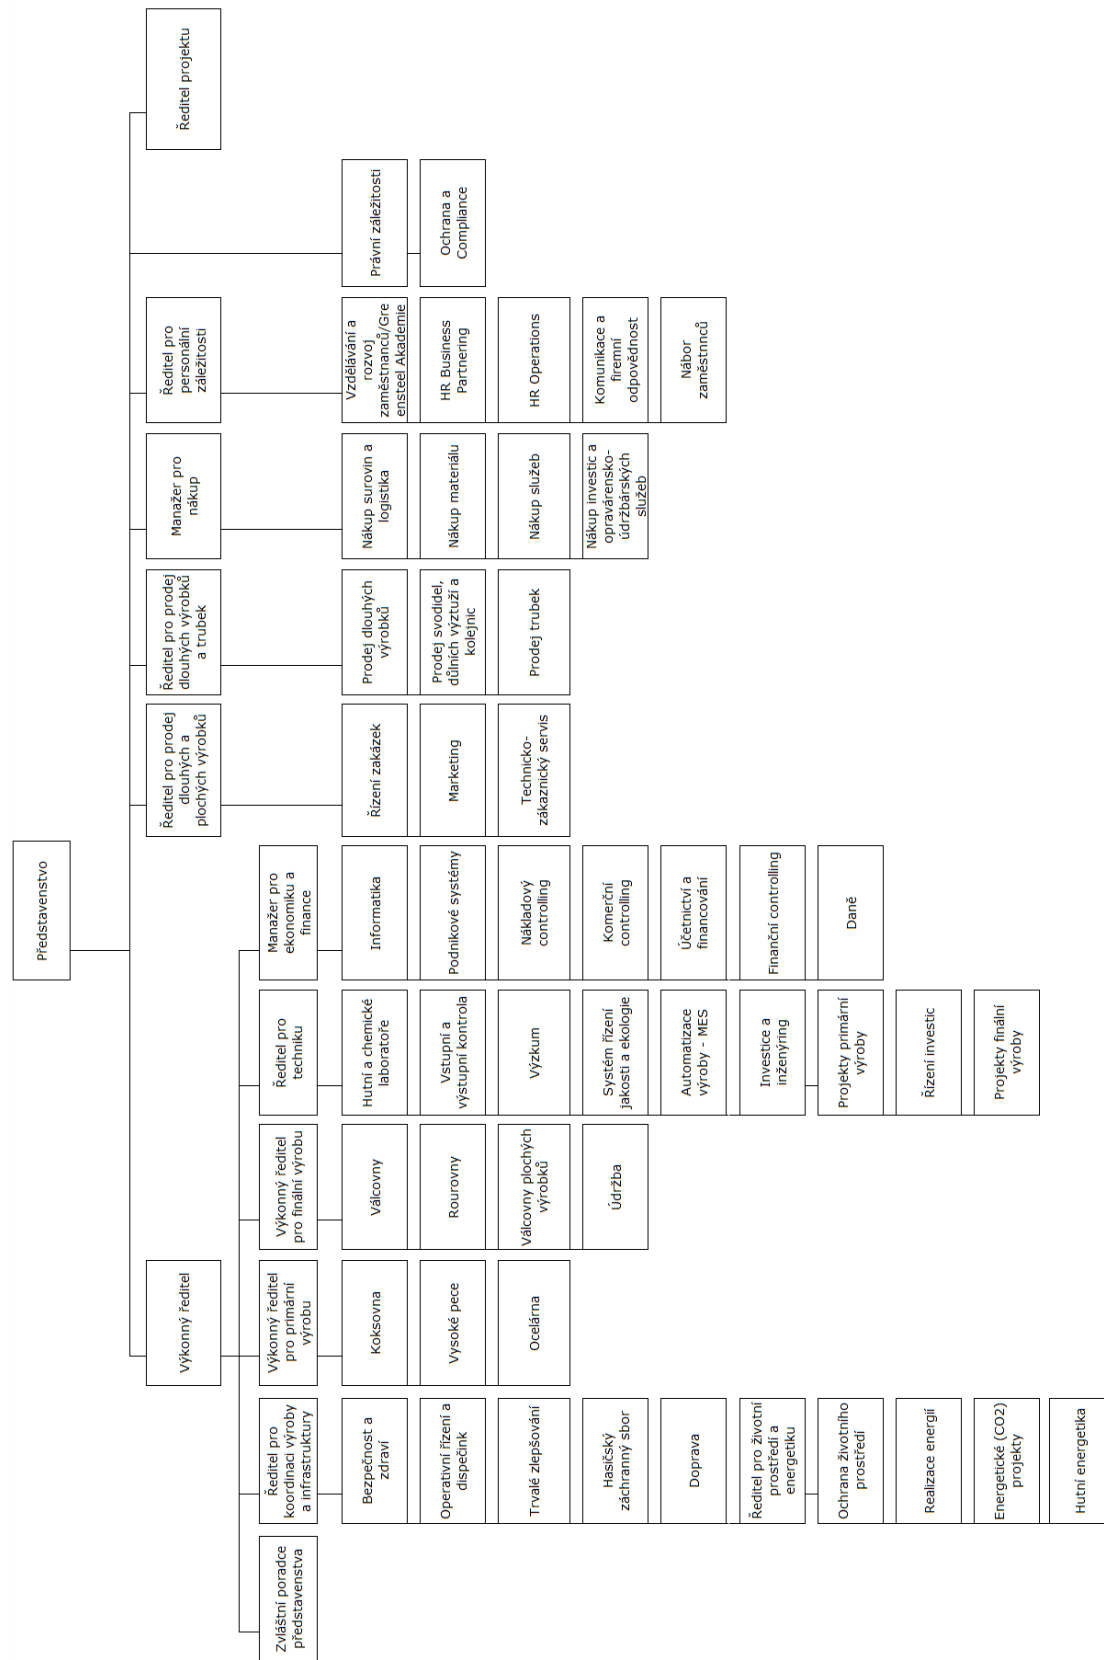 Představenstvo
Výkonný ředitel
Ředitel pro prodej
dlouhých a
plochých výrobků
Ředitel pro prodej
dlouhých výrobků
a trubek
Manažer pro
nákup
Ředitel pro
personální
záležitosti
Ředitel projektu
Zvláštní poradce
představenstva
Ředitel pro
koordinaci výroby
a infrastruktury
Výkonný ředitel
pro primární
výrobu
Výkonný ředitel
pro finální výrobu
Ředitel pro
techniku
Manažer pro
ekonomiku a
finance
Bezpečnost a
zdraví
Operativní řízení a
dispečink
Trvalé zlepšování
Hasičský
záchranný sbor
Doprava
Ředitel pro životní
prostředí a
energetiku
Ochrana životního
prostředí
Realizace energií
Energetické (CO2)
projekty
Hutní energetika
Koksovna
Vysoké pece
Ocelárna
Válcovny
Rourovny
Válcovny plochých
výrobků
Údržba
Hutní a chemické
laboratoře
Vstupní a
výstupní kontrola
Výzkum
Systém řízení
jakosti a ekologie
Automatizace
výroby - MES
Investice a
inženýring
Projekty primární
výroby
Řízení investic
Projekty finální
výroby
Informatika
Podnikové systémy
Nákladový
controlling
Komerční
controlling
Účetnictví a
financování
Finanční controlling
Daně
Řízení zakázek
Marketing
Technicko-
zákaznický servis
Prodej dlouhých
výrobků
Prodej svodidel,
důlních výztuží a
kolejnic
Prodej trubek
Nákup surovin a
logistika
Nákup materiálu
Nákup služeb
Nákup investic a
opravárensko-
údržbárských
služeb
Vzdělávání a
rozvoj
zaměstnanců/Gre
ensteel Akademie
HR Business
Partnering
HR Operations
Komunikace a
firemní
odpovědnost
Nábor
zaměstnnců
Právní záležitosti
Ochrana a
Compliance